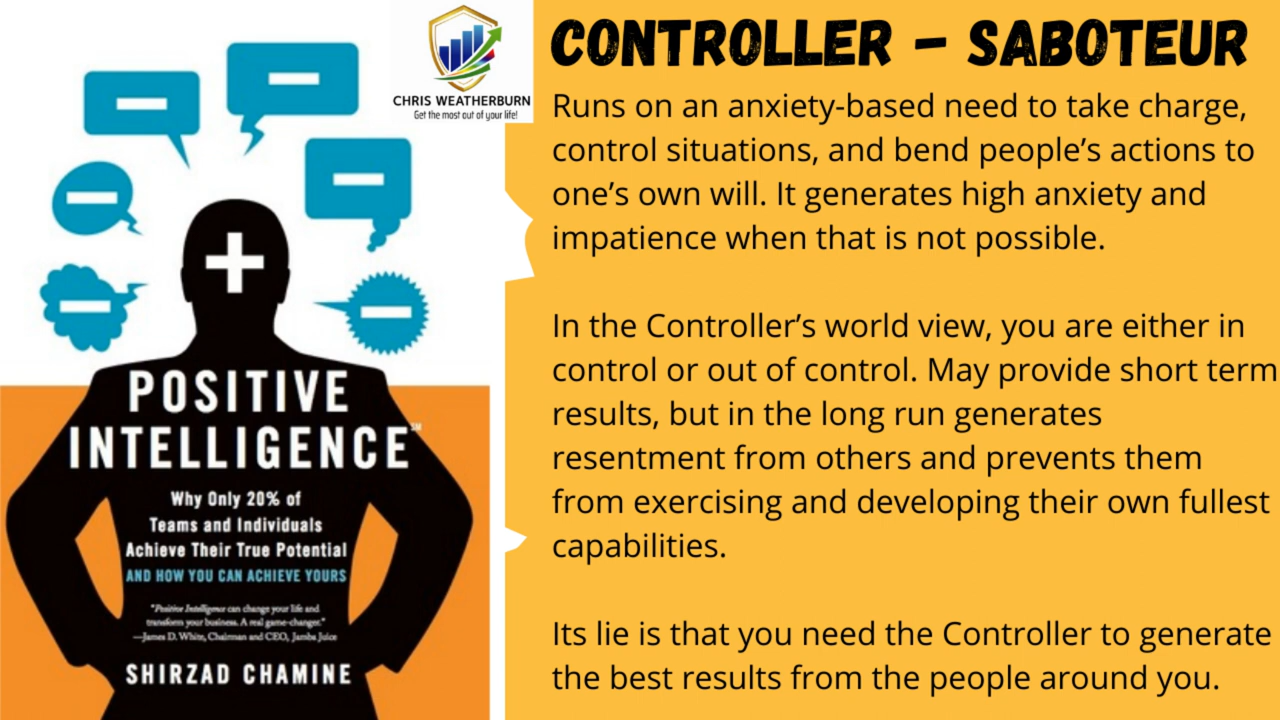 CHRIS WEATHERBURN
Get the most out of your life!
POSITIVE
INTELLIGENCE℠
Why Only 20% of
Teams and Individuals
Achieve Their True Potential
AND HOW YOU CAN ACHIEVE YOURS
"Positive Intelligence can change your life and
transform your business. A real game-changer."
—James D. White, Chairman and CEO, Jamba Juice
SHIRZAD CHAMINE
CONTROLLER - SABOTEUR
Runs on an anxiety-based need to take charge,
control situations, and bend people's actions to
one's own will. It generates high anxiety and
impatience when that is not possible.
In the Controller's world view, you are either in
control or out of control. May provide short term
results, but in the long run generates
resentment from others and prevents them
from exercising and developing their own fullest
capabilities.
Its lie is that you need the Controller to generate
the best results from the people around you.